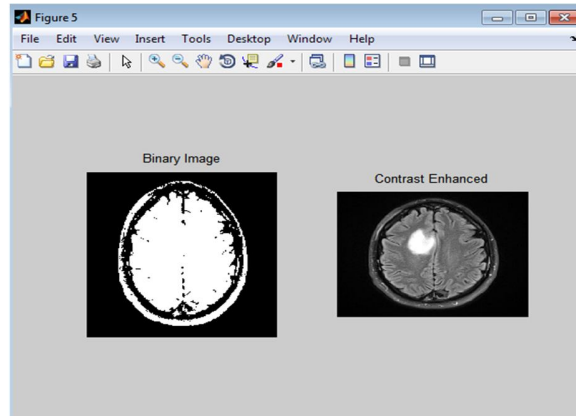 Figure 5
File Edit View Insert Tools Desktop Window Help
Binary Image
Contrast Enhanced